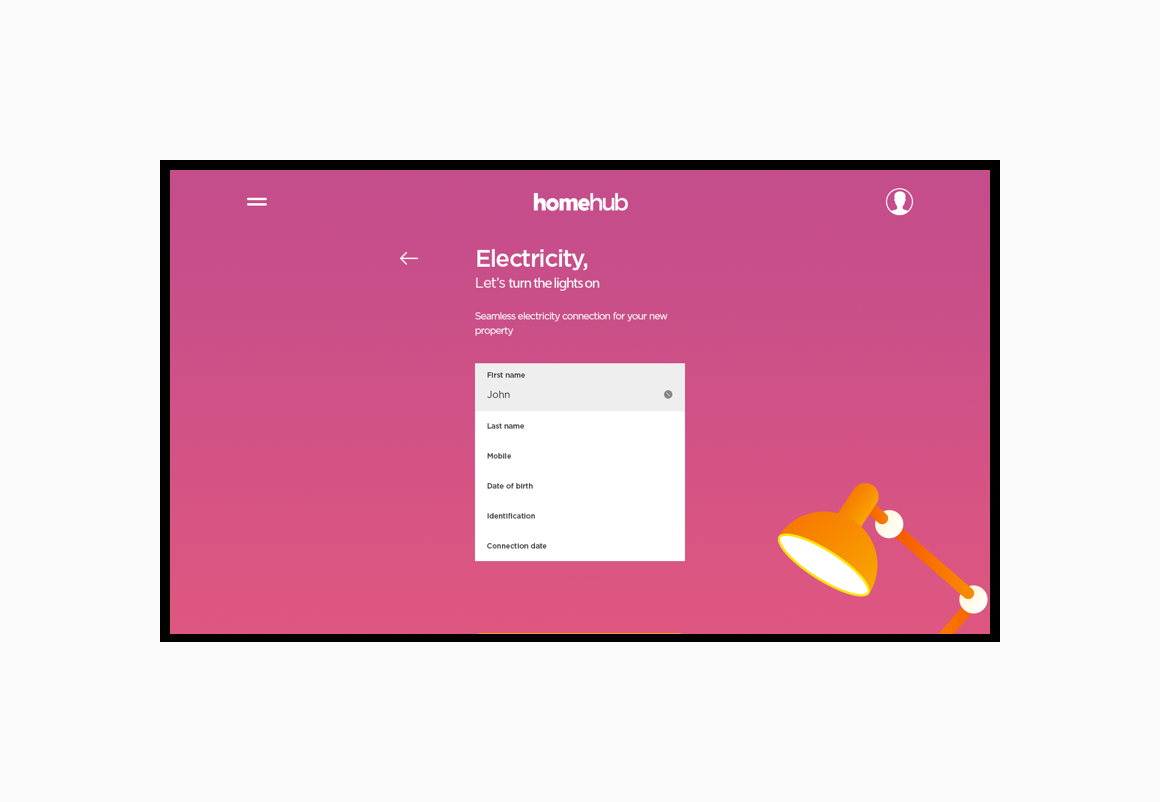 homehub
Electricity,
Let's turn the lights on
Seamless electricity connection for your new
property
First name
John
Last name
Mobile
Date of birth
Identification
Connection date